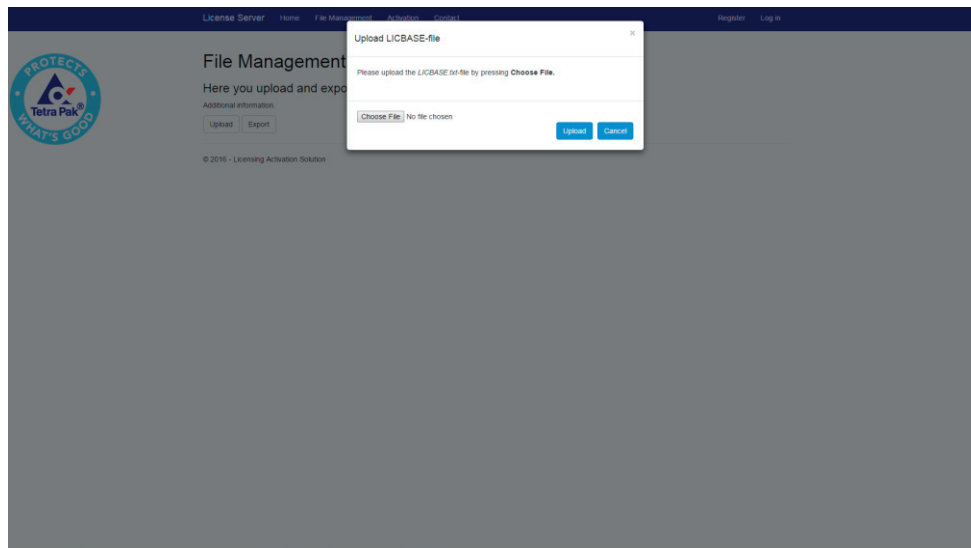 License Server Home File Management Activation Contact Register Log in
Upload LICBASE-file ×
Please upload the LICBASE.txt-file by pressing Choose File.
Choose File No file chosen
Upload Cancel
PROTECTS
Tetra Pak®
WHAT'S GOOD
File Management
Here you upload and expo
Additional information.
Upload Export
© 2016 - Licensing Activation Solution